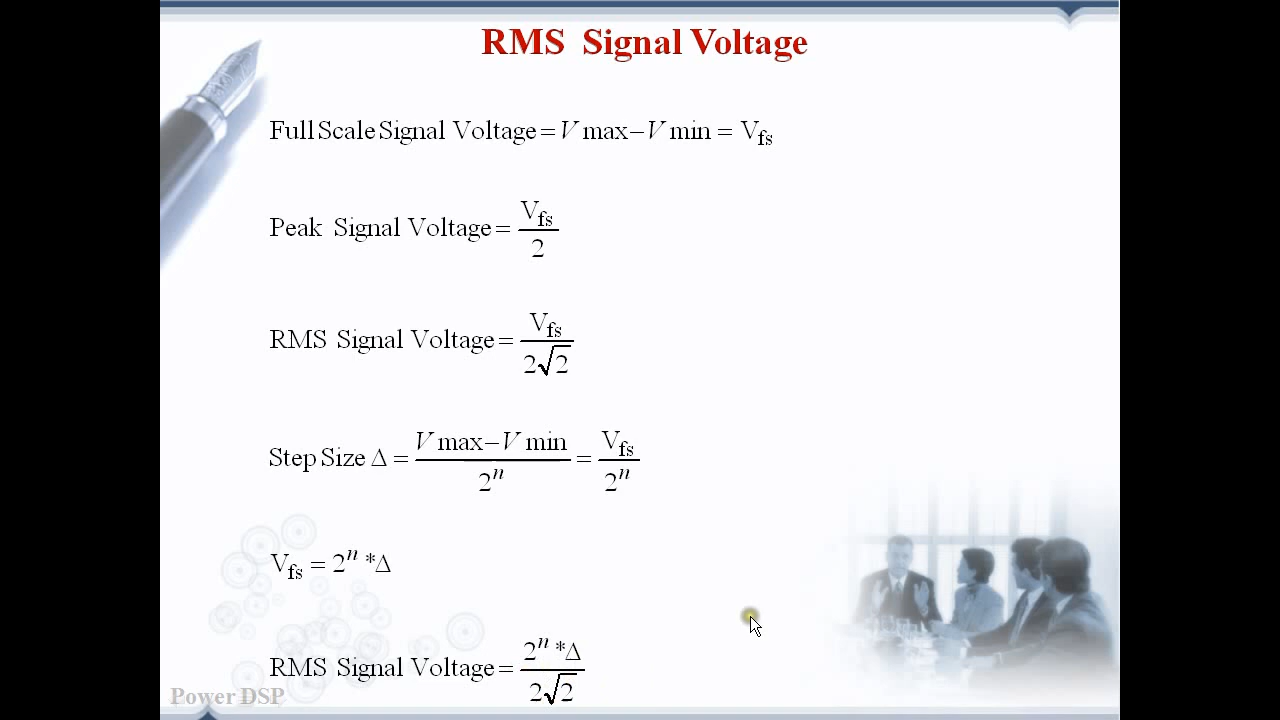 RMS Signal Voltage
Full Scale Signal Voltage = V max − V min = V_fs
Peak Signal Voltage = V_fs / 2
RMS Signal Voltage = V_fs / 2√2
Step Size Δ = V max − V min / 2^n = V_fs / 2^n
V_fs = 2^n * Δ
RMS Signal Voltage = 2^n * Δ / 2√2
Power DSP